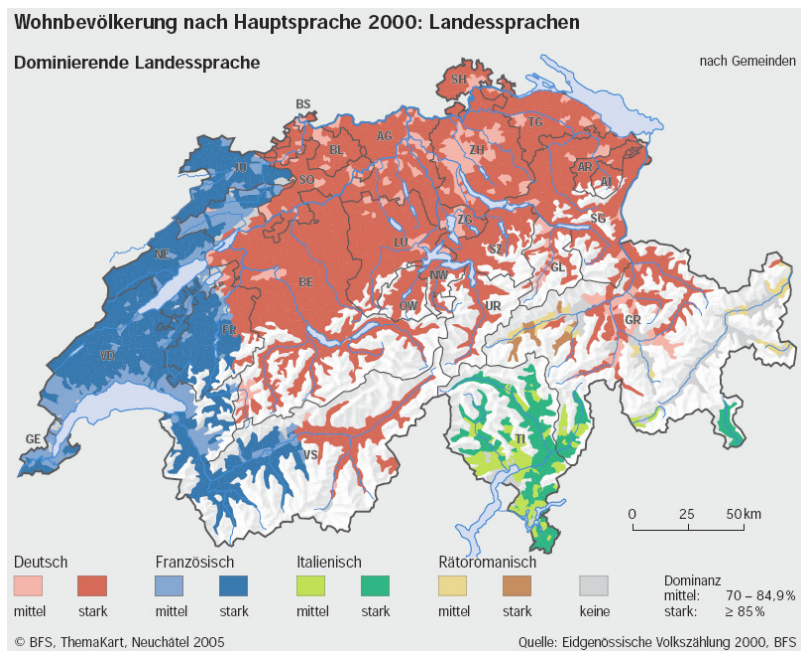 Wohnbevölkerung nach Hauptsprache 2000: Landessprachen
Dominierende Landessprache
nach Gemeinden
SH
BS
TG
AG
BL
ZH
JU
SO
AR
AI
ZG
SG
NE
LU
SZ
GL
NW
BE
OW
UR
GR
FR
VD
GE
TI
VS
0 25 50 km
Deutsch Französisch Italienisch Rätoromanisch
mittel stark mittel stark mittel stark mittel stark keine
Dominanz
mittel: 70 – 84,9%
stark: ≥ 85%
© BFS, ThemaKart, Neuchâtel 2005
Quelle: Eidgenössische Volkszählung 2000, BFS